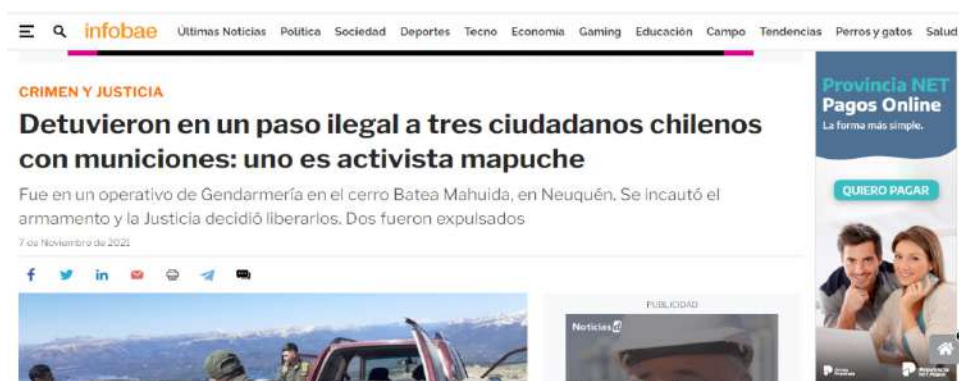 infobae Últimas Noticias Política Sociedad Deportes Tecno Economía Gaming Educación Campo Tendencias Perros y gatos Salud
CRIMEN Y JUSTICIA
Detuvieron en un paso ilegal a tres ciudadanos chilenos
con municiones: uno es activista mapuche
Fue en un operativo de Gendarmería en el cerro Batea Mahuida, en Neuquén. Se incautó el
armamento y la Justicia decidió liberarlos. Dos fueron expulsados
7 de Noviembre de 2021
Provincia NET
Pagos Online
La forma más simple.
QUIERO PAGAR
PUBLICIDAD
Noticias